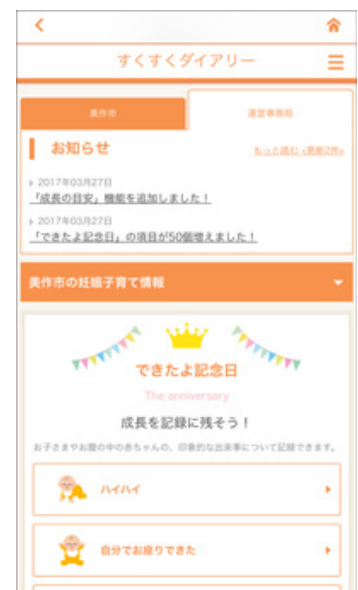 すくすくダイアリー
美作市
運営事務局
お知らせ
もっと読む <更新2件>
2017年03月27日
「成長の目安」機能を追加しました！
2017年03月27日
「できたよ記念日」の項目が50個増えました！
美作市の妊娠子育て情報
できたよ記念日
The anniversary
成長を記録に残そう！
お子さまやお腹の中の赤ちゃんの、印象的な出来事について記録できます。
ハイハイ
自分でお座りできた